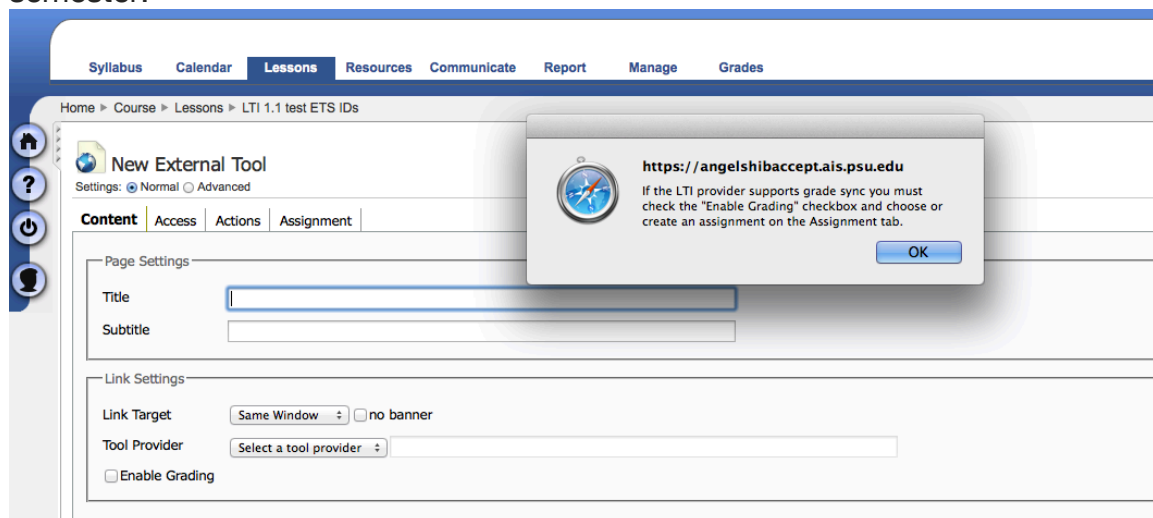 semester.
Syllabus Calendar Lessons Resources Communicate Report Manage Grades
Home ▸ Course ▸ Lessons ▸ LTI 1.1 test ETS IDs
New External Tool
Settings: Normal Advanced
Content Access Actions Assignment
https://angelshibaccept.ais.psu.edu
If the LTI provider supports grade sync you must
check the "Enable Grading" checkbox and choose or
create an assignment on the Assignment tab.
OK
Page Settings
Title
Subtitle
Link Settings
Link Target Same Window no banner
Tool Provider Select a tool provider
Enable Grading